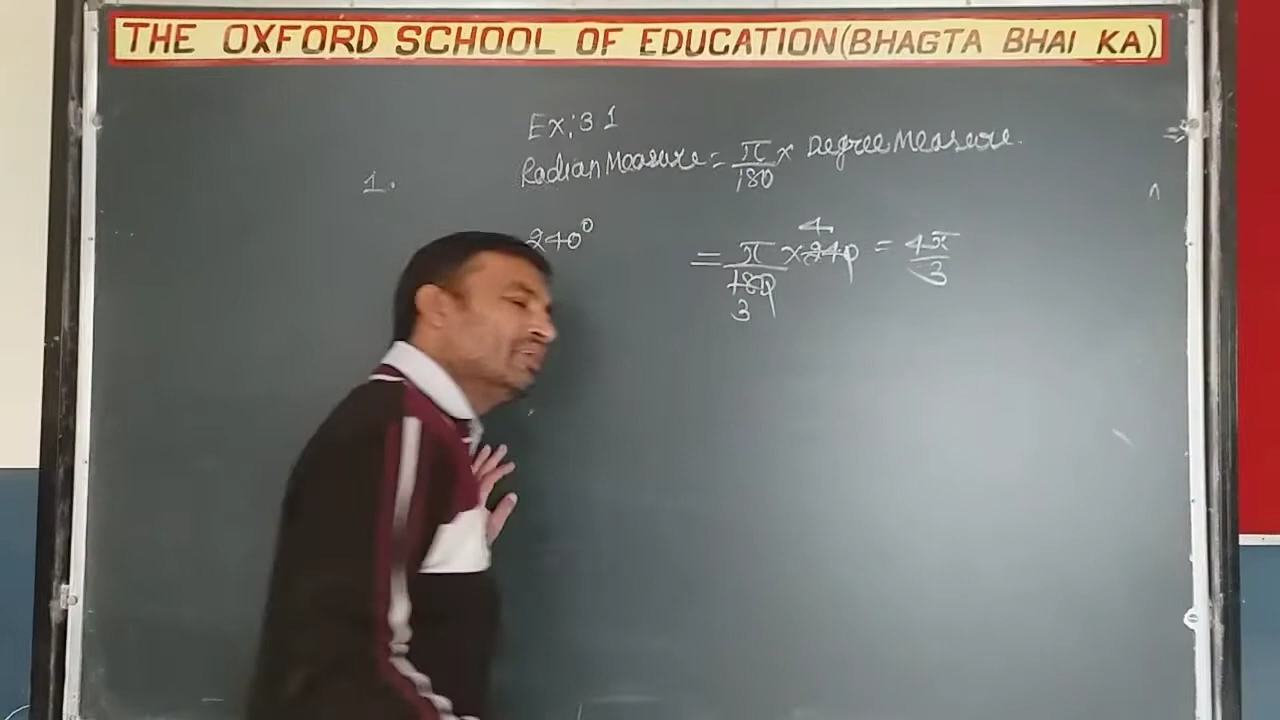 THE OXFORD SCHOOL OF EDUCATION(BHAGTA BHAI KA)
Ex; 3 1
1. Radian Measure = π/180 × Degree Measure.
240° = π/180 × 240 = 4π/3
4
3